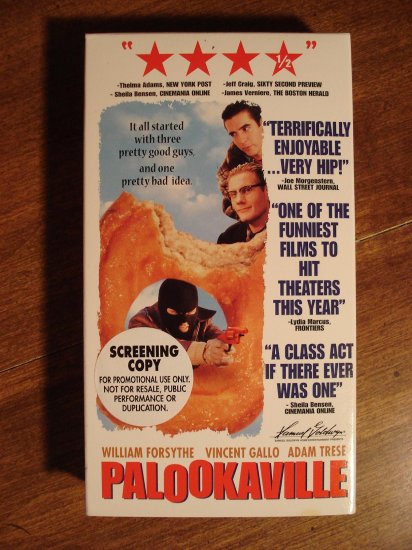 "★★★½"
-Thelma Adams, NEW YORK POST
-Jeff Craig, SIXTY SECOND PREVIEW
- Sheila Bensen, CINEMANIA ONLINE
-James Verniere, THE BOSTON HERALD
It all started
with three
pretty good guys,
and one
pretty bad idea.
"TERRIFICALLY
ENJOYABLE
...VERY HIP!"
-Joe Morgenstern,
WALL STREET JOURNAL
"ONE OF THE
FUNNIEST
FILMS TO
HIT
THEATERS
THIS YEAR"
-Lydia Marcus,
FRONTIERS
"A CLASS ACT
IF THERE EVER
WAS ONE"
- Sheila Bensen,
CINEMANIA ONLINE
SCREENING
COPY
FOR PROMOTIONAL USE ONLY.
NOT FOR RESALE, PUBLIC
PERFORMANCE OR
DUPLICATION.
Samuel Goldwyn
WILLIAM FORSYTHE VINCENT GALLO ADAM TRESE
PALOOKAVILLE